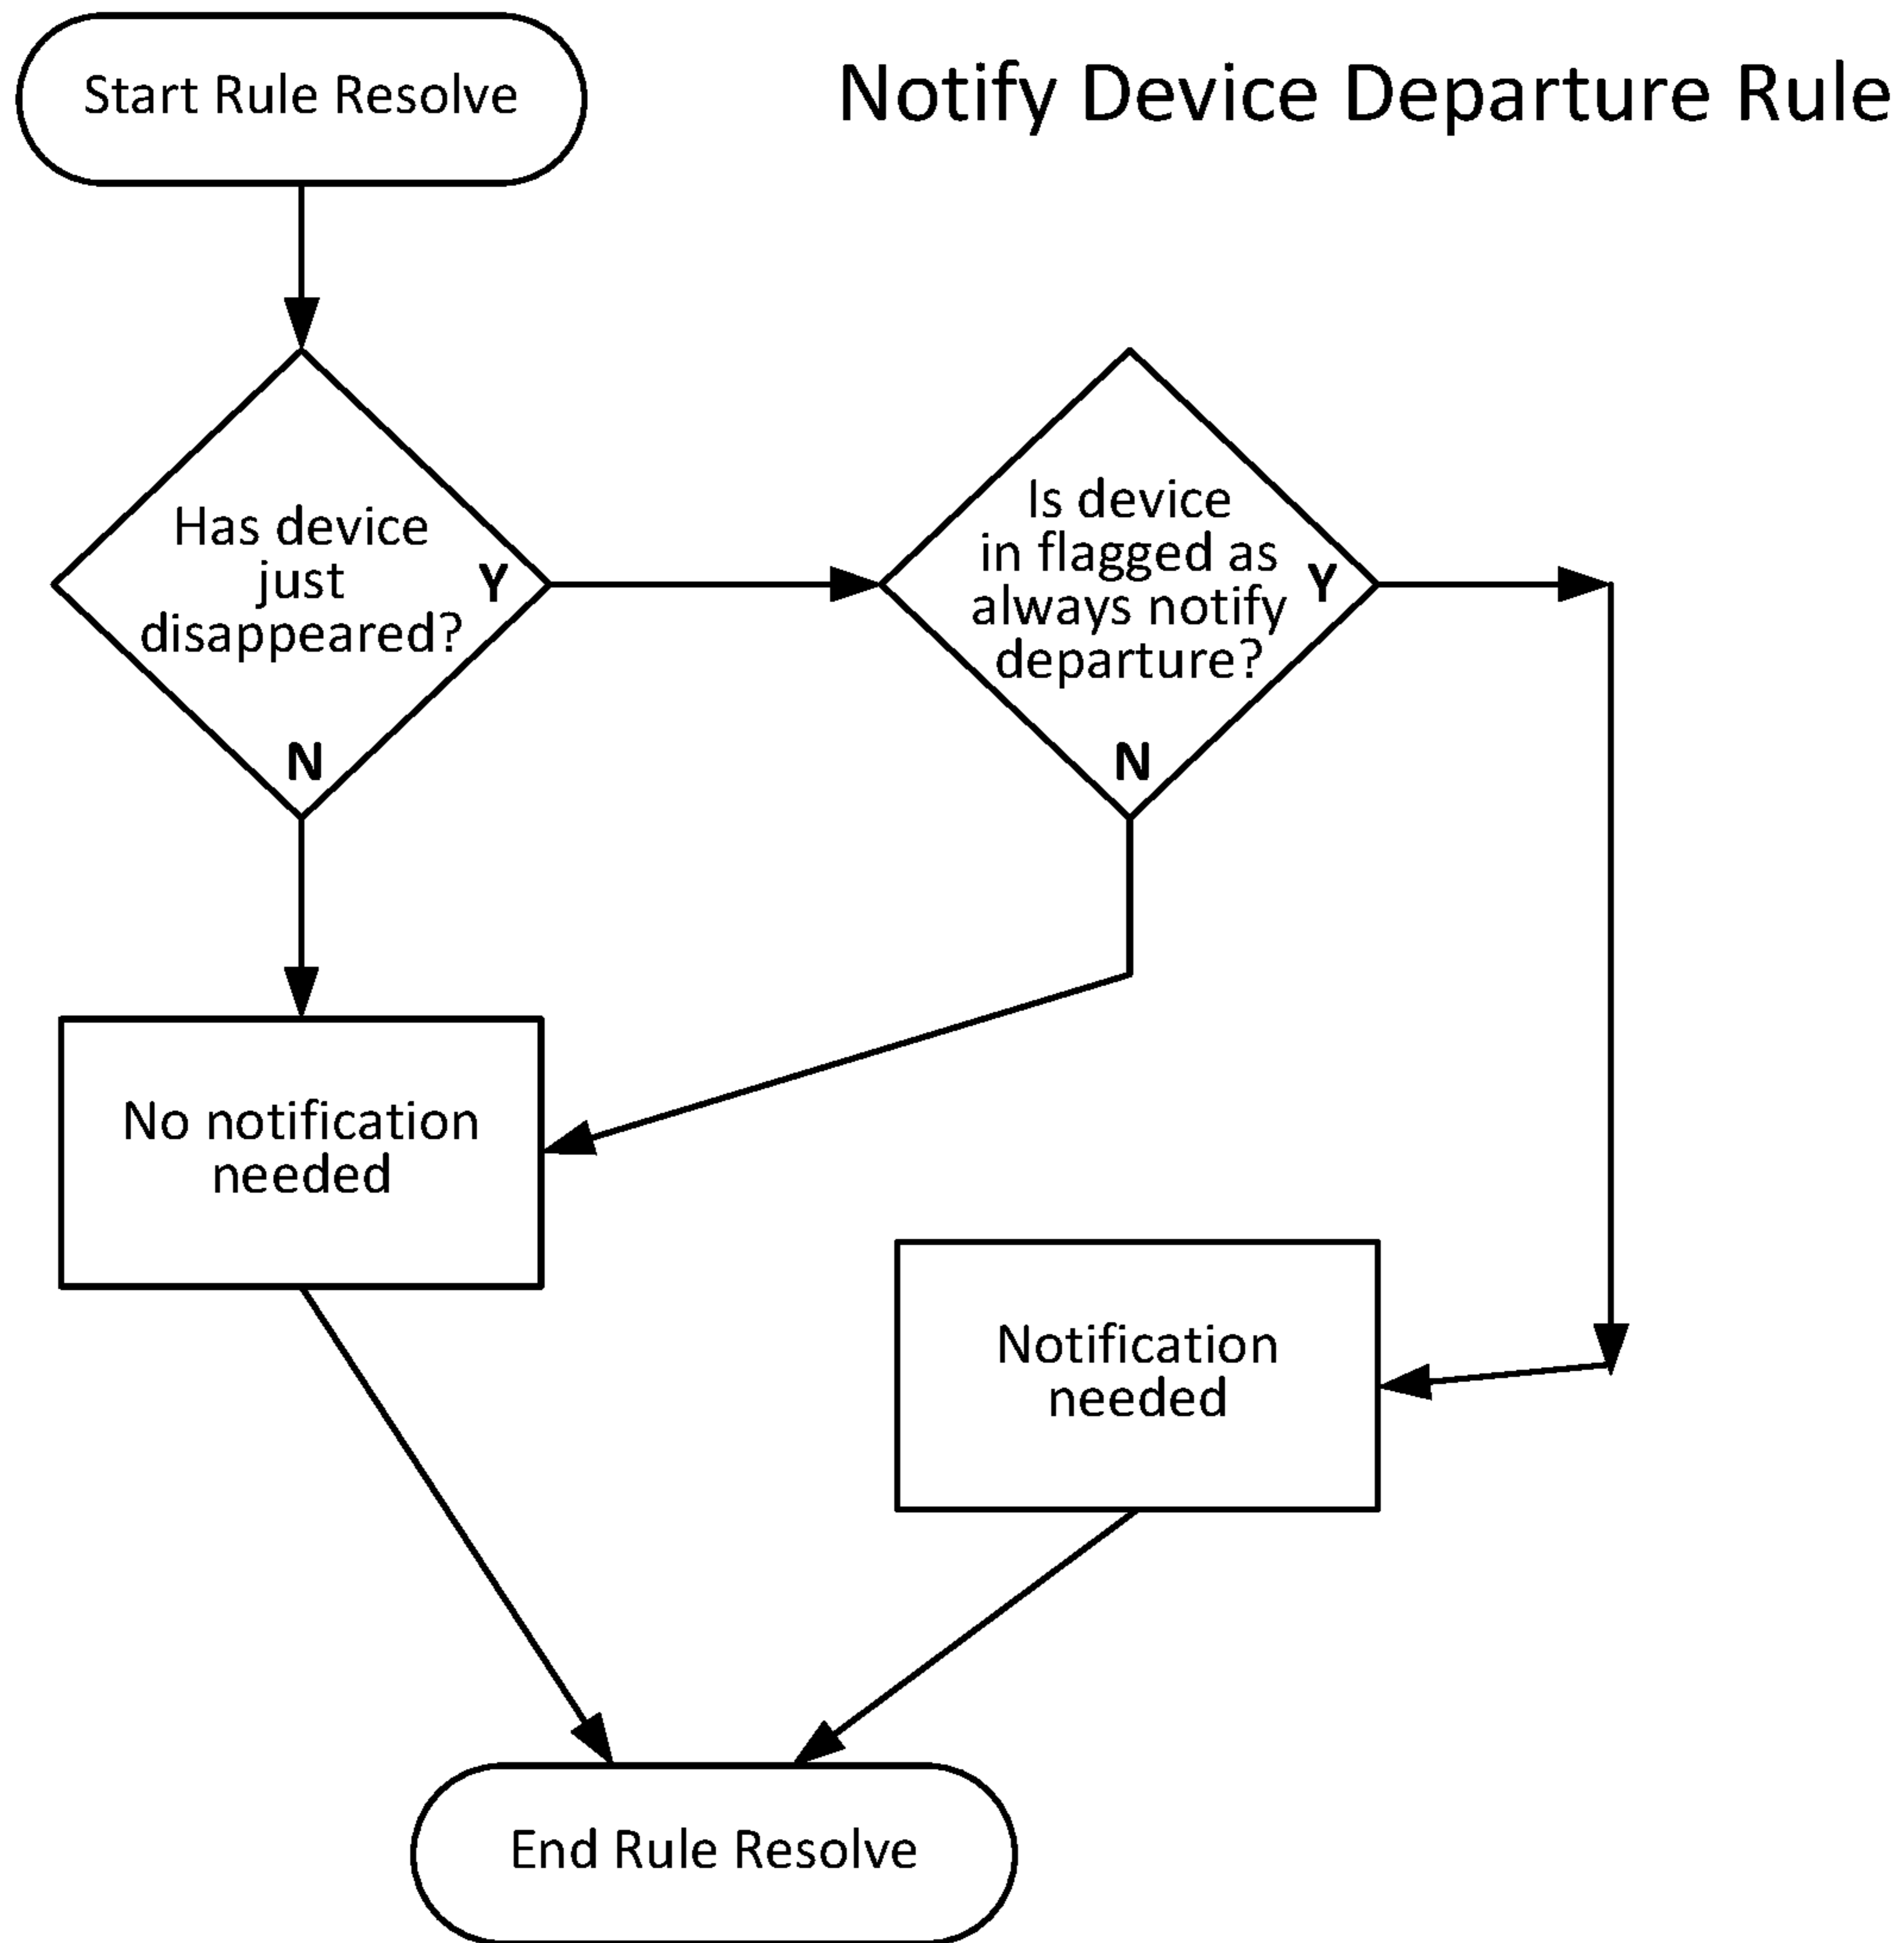 Start Rule Resolve
Notify Device Departure Rule
Has device
just
disappeared?
Y
N
Is device
in flagged as
always notify
departure?
Y
N
No notification
needed
Notification
needed
End Rule Resolve